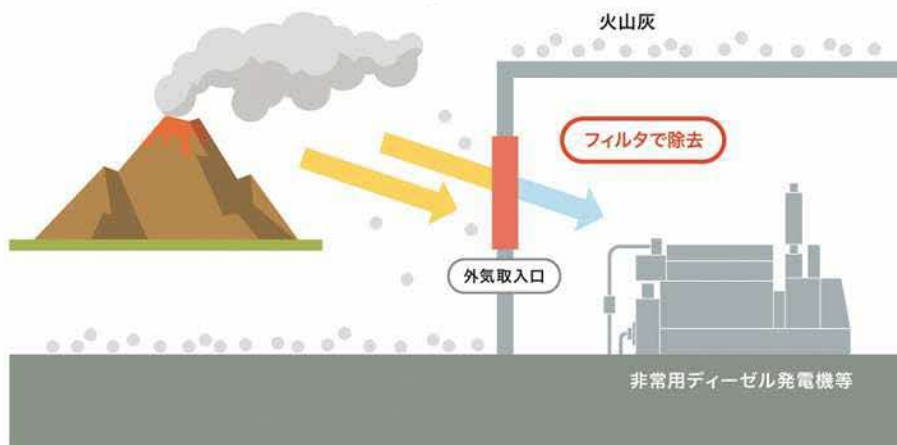 火山灰
フィルタで除去
外気取入口
非常用ディーゼル発電機等